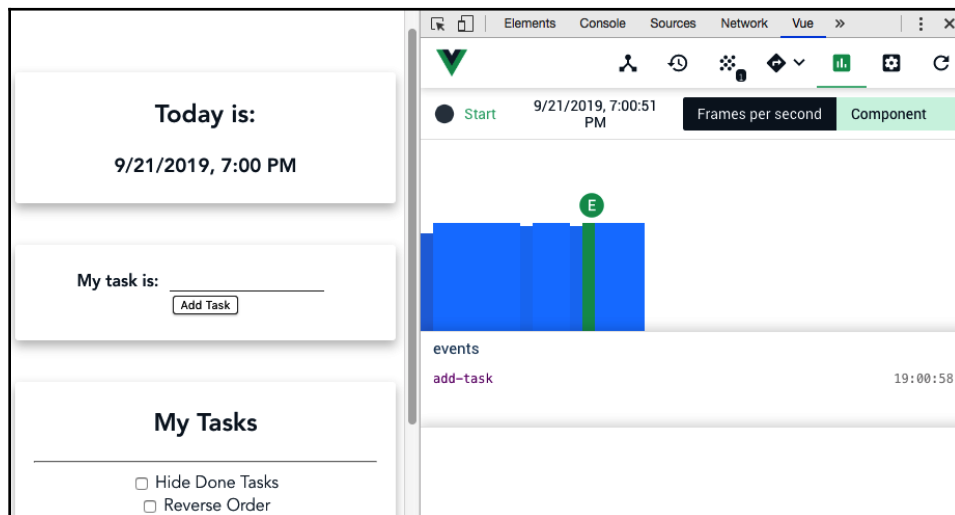 Today is:
9/21/2019, 7:00 PM
My task is:
Add Task
My Tasks
Hide Done Tasks
Reverse Order
Elements Console Sources Network Vue »
1
Start 9/21/2019, 7:00:51 PM Frames per second Component
E
events
add-task 19:00:58